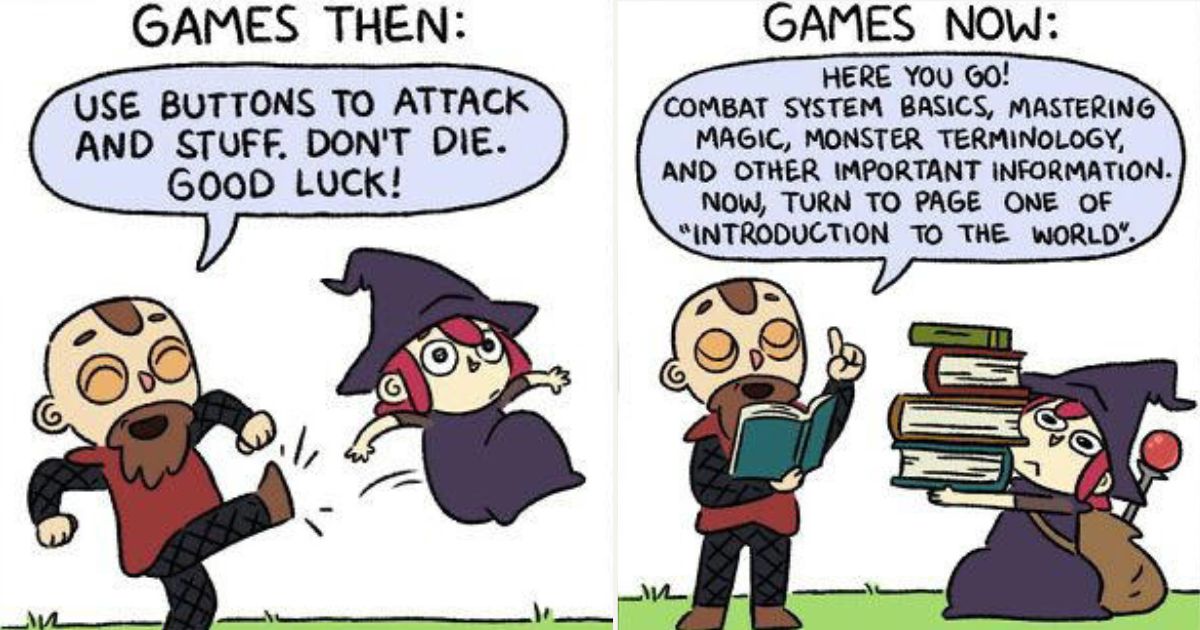 GAMES THEN:
USE BUTTONS TO ATTACK
AND STUFF. DON'T DIE.
GOOD LUCK!
GAMES NOW:
HERE YOU GO!
COMBAT SYSTEM BASICS, MASTERING
MAGIC, MONSTER TERMINOLOGY,
AND OTHER IMPORTANT INFORMATION.
NOW, TURN TO PAGE ONE OF
"INTRODUCTION TO THE WORLD".